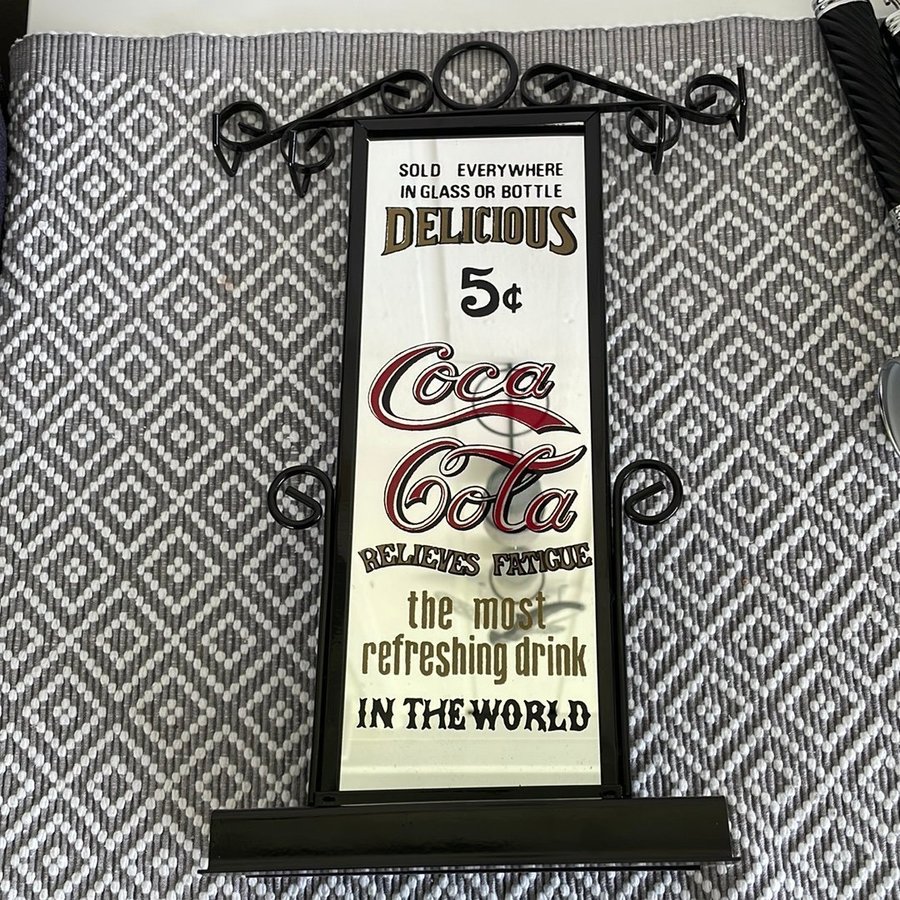 SOLD EVERYWHERE
IN GLASS OR BOTTLE
DELICIOUS
5¢
Coca
Cola
RELIEVES FATIGUE
the most
refreshing drink
IN THE WORLD